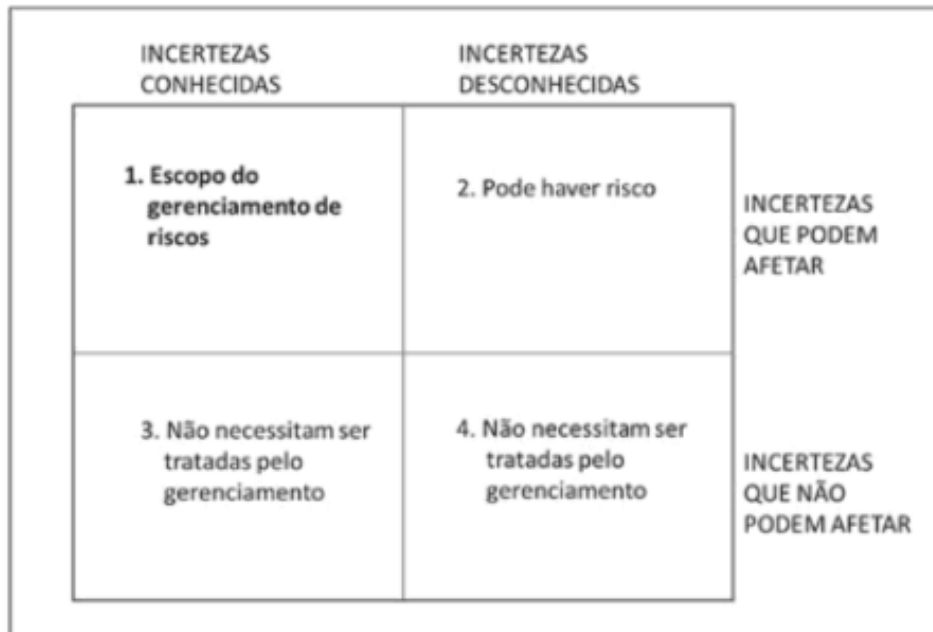 INCERTEZAS
CONHECIDAS
INCERTEZAS
DESCONHECIDAS
1. Escopo do
gerenciamento de
riscos
2. Pode haver risco
INCERTEZAS
QUE PODEM
AFETAR
3. Não necessitam ser
tratadas pelo
gerenciamento
4. Não necessitam ser
tratadas pelo
gerenciamento
INCERTEZAS
QUE NÃO
PODEM AFETAR